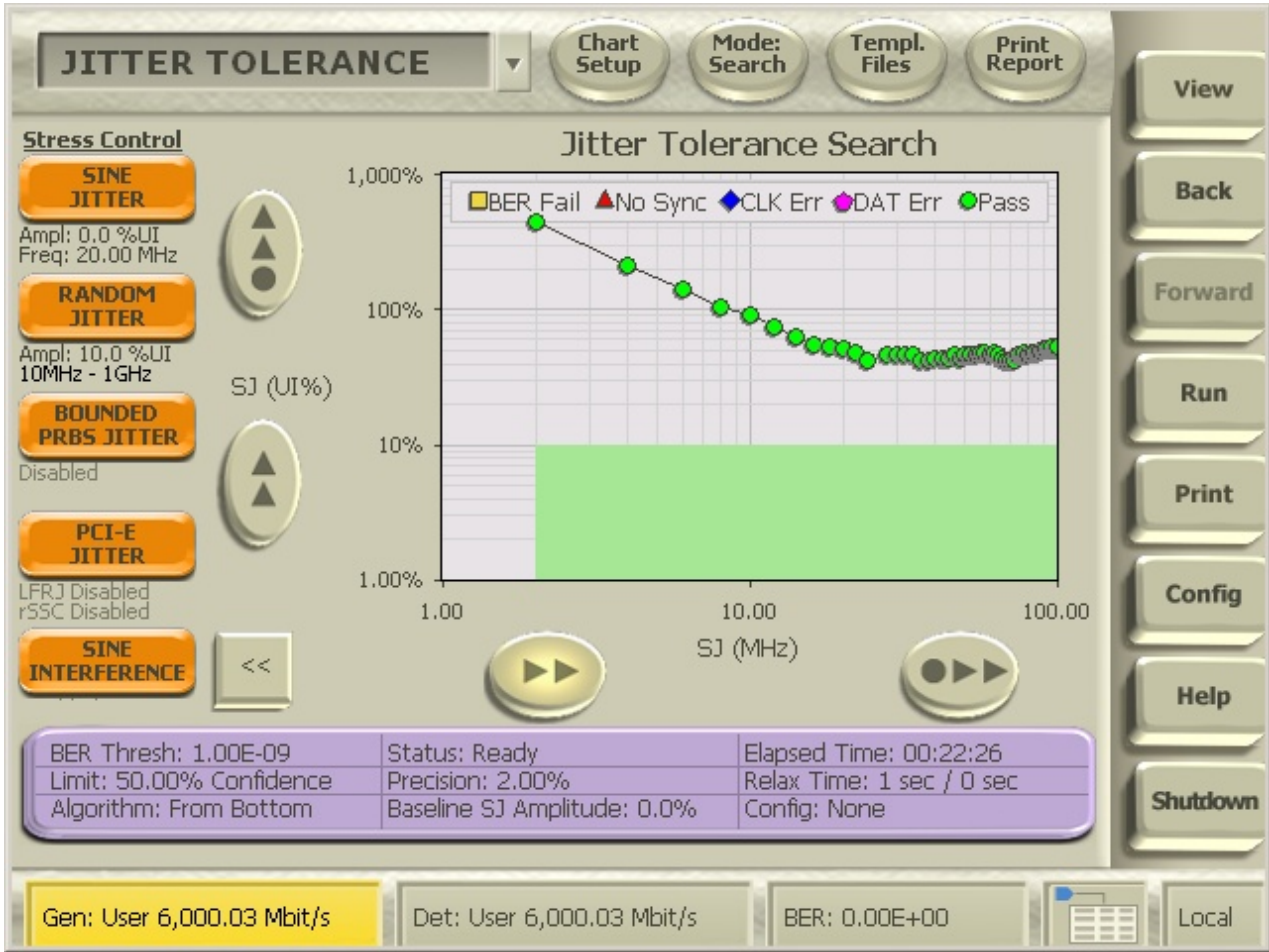 JITTER TOLERANCE
Chart
Setup
Mode:
Search
Templ.
Files
Print
Report
View
Back
Forward
Run
Print
Config
Help
Shutdown
Stress Control
SINE
JITTER
Ampl: 0.0 %UI
Freq: 20.00 MHz
RANDOM
JITTER
Ampl: 10.0 %UI
10MHz - 1GHz
BOUNDED
PRBS JITTER
Disabled
PCI-E
JITTER
LFRJ Disabled
rSSC Disabled
SINE
INTERFERENCE
<<
Jitter Tolerance Search
BER Fail No Sync CLK Err DAT Err Pass
1,000%
100%
SJ (UI%)
10%
1.00%
1.00 10.00 100.00
SJ (MHz)
BER Thresh: 1.00E-09 Status: Ready Elapsed Time: 00:22:26
Limit: 50.00% Confidence Precision: 2.00% Relax Time: 1 sec / 0 sec
Algorithm: From Bottom Baseline SJ Amplitude: 0.0% Config: None
Gen: User 6,000.03 Mbit/s Det: User 6,000.03 Mbit/s BER: 0.00E+00 Local